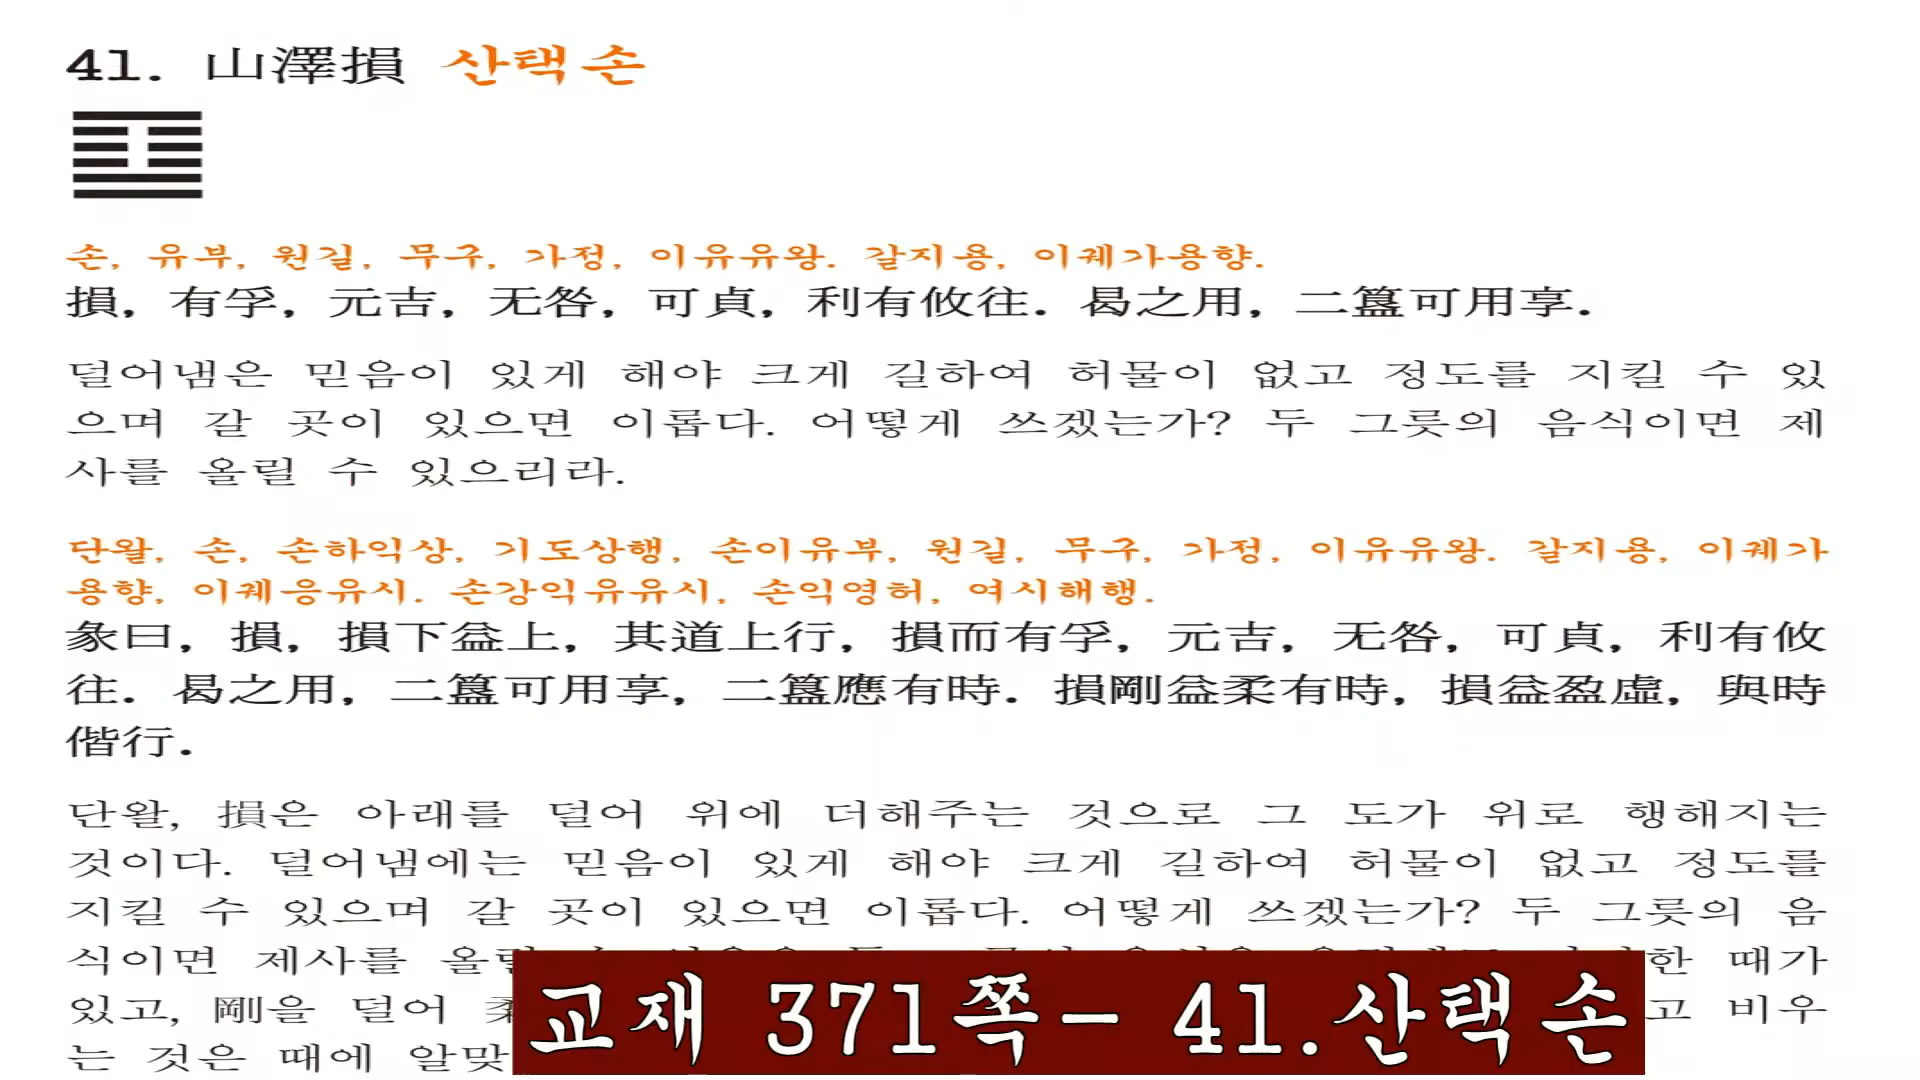 41. 山澤損 산택손
손, 유부, 원길, 무구, 가정, 이유유왕. 갈지용, 이궤가용향.
損, 有孚, 元吉, 无咎, 可貞, 利有攸往. 曷之用, 二簋可用享.
덜어냄은 믿음이 있게 해야 크게 길하여 허물이 없고 정도를 지킬 수 있
으며 갈 곳이 있으면 이롭다. 어떻게 쓰겠는가? 두 그릇의 음식이면 제
사를 올릴 수 있으리라.
단왈, 손, 손하익상, 기도상행, 손이유부, 원길, 무구, 가정, 이유유왕. 갈지용, 이궤가
용향, 이궤응유시. 손강익유유시, 손익영허, 여시해행.
彖曰, 損, 損下益上, 其道上行, 損而有孚, 元吉, 无咎, 可貞, 利有攸
往. 曷之用, 二簋可用享, 二簋應有時. 損剛益柔有時, 損益盈虛, 與時
偕行.
단왈, 損은 아래를 덜어 위에 더해주는 것으로 그 도가 위로 행해지는
것이다. 덜어냄에는 믿음이 있게 해야 크게 길하여 허물이 없고 정도를
지킬 수 있으며 갈 곳이 있으면 이롭다. 어떻게 쓰겠는가? 두 그릇의 음
식이면 제사를 한 때가
있고, 剛을 덜어 고 비우
는 것은 때에 알맞
교재 371쪽- 41.산택손